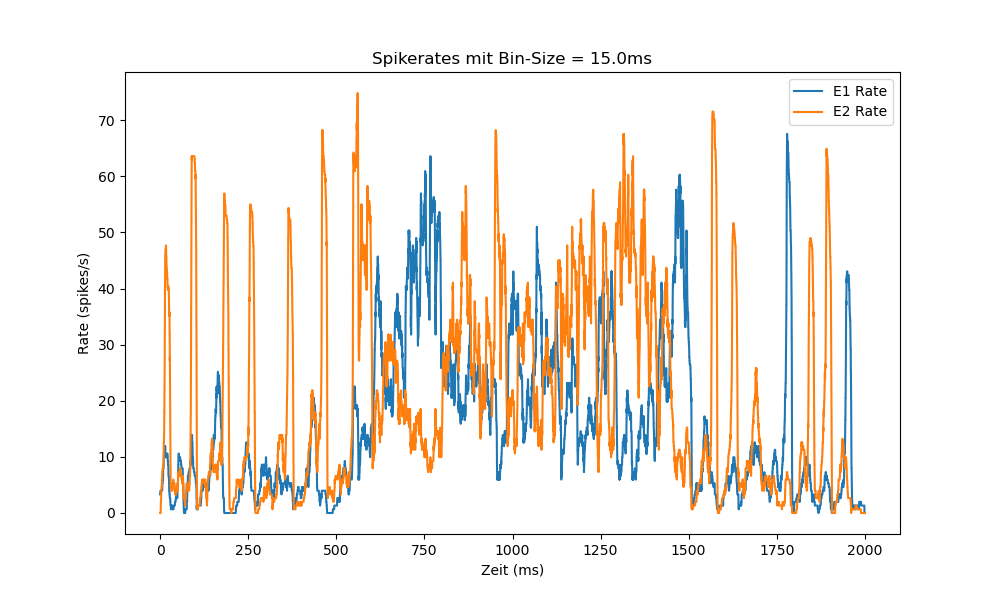 Spikerates mit Bin-Size = 15.0ms
E1 Rate
E2 Rate
Rate (spikes/s)
70
60
50
40
30
20
10
0
0 250 500 750 1000 1250 1500 1750 2000
Zeit (ms)